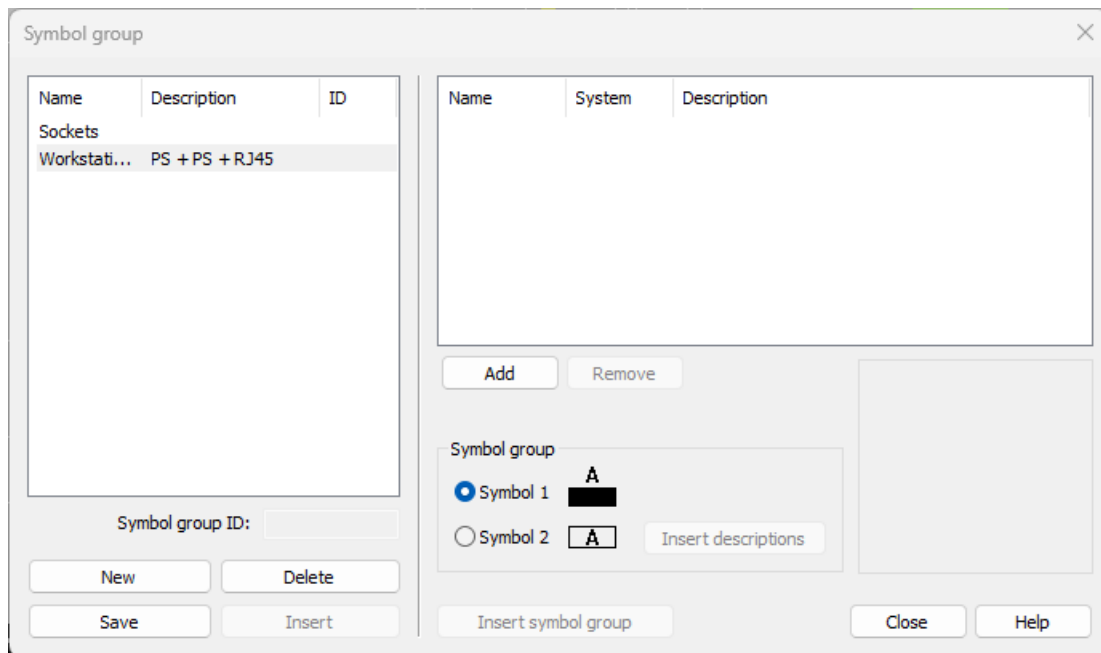 Symbol group
Name Description ID
Sockets
Workstati... PS + PS + RJ45
Symbol group ID:
New Delete
Save Insert
Name System Description
Add Remove
Symbol group
Symbol 1 A
Symbol 2 A Insert descriptions
Insert symbol group Close Help